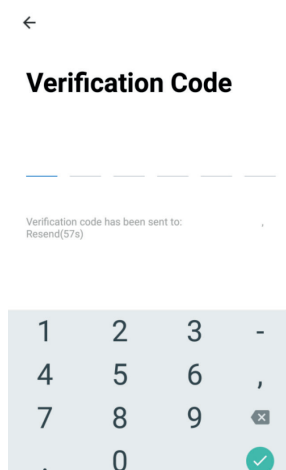 Verification Code
Verification code has been sent to: ,
Resend(57s)
1 2 3 -
4 5 6 ,
7 8 9
. 0